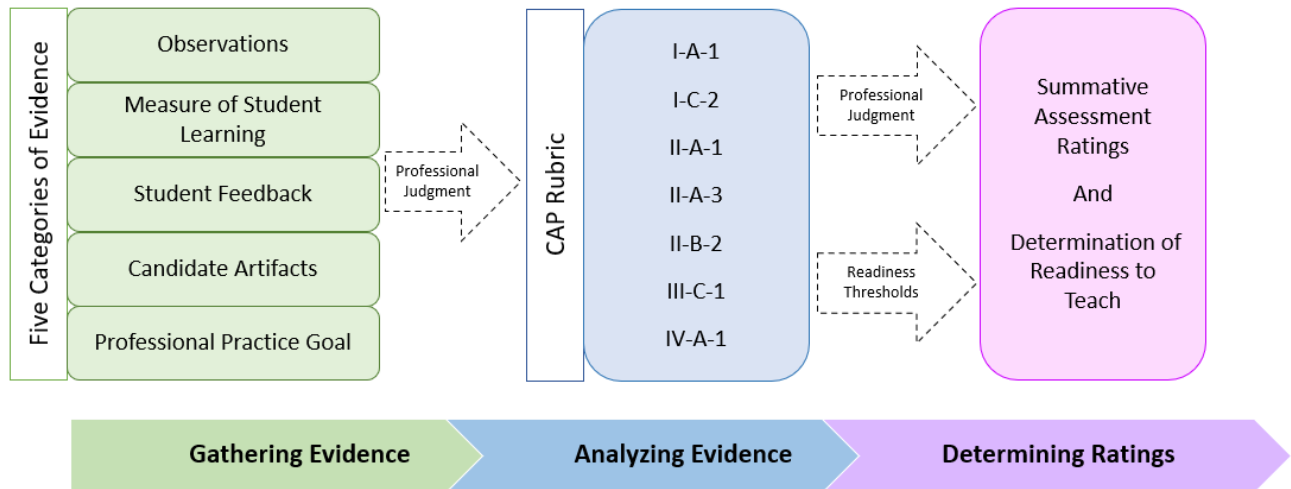 Five Categories of Evidence
Observations
Measure of Student
Learning
Student Feedback
Candidate Artifacts
Professional Practice Goal
Professional
Judgment
CAP Rubric
I-A-1
I-C-2
II-A-1
II-A-3
II-B-2
III-C-1
IV-A-1
Professional
Judgment
Readiness
Thresholds
Summative
Assessment
Ratings
And
Determination of
Readiness to
Teach
Gathering Evidence
Analyzing Evidence
Determining Ratings